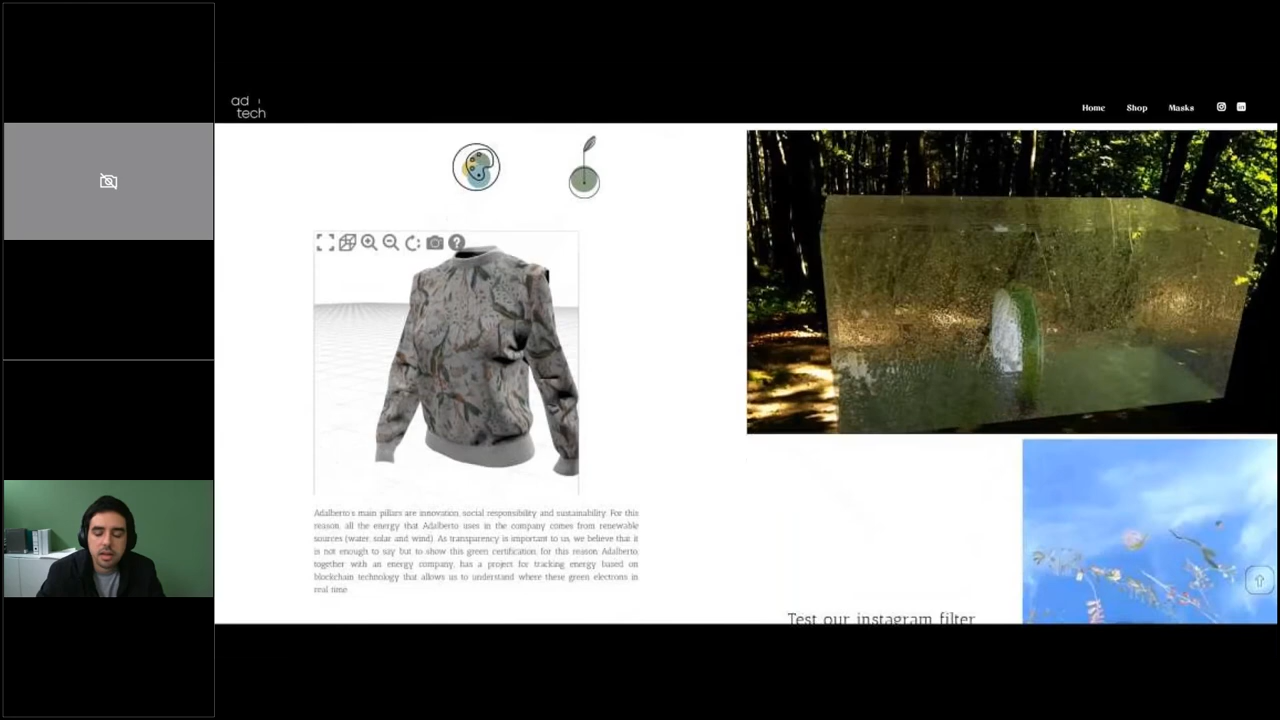 ad
tech
Home Shop Masks
Adalberto's main pillars are innovation, social responsibility and sustainability. For this
reason, all the energy that Adalberto uses in the company comes from renewable
sources (water, solar and wind). As transparency is important to us, we believe that it
is not enough to say but to show this green certification, for this reason Adalberto,
together with an energy company, has a project for tracking energy based on
blockchain technology that allows us to understand where these green electrons in
real time.
Test our instagram filter